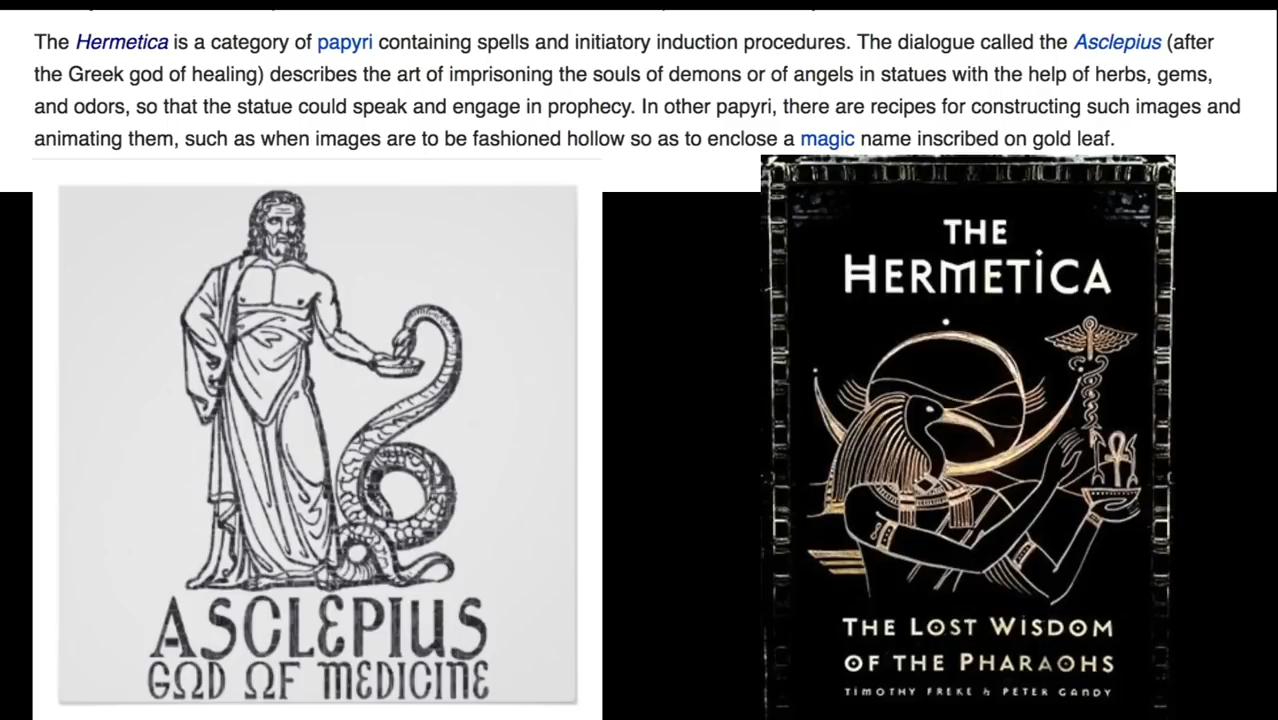 The Hermetica is a category of papyri containing spells and initiatory induction procedures. The dialogue called the Asclepius (after
the Greek god of healing) describes the art of imprisoning the souls of demons or of angels in statues with the help of herbs, gems,
and odors, so that the statue could speak and engage in prophecy. In other papyri, there are recipes for constructing such images and
animating them, such as when images are to be fashioned hollow so as to enclose a magic name inscribed on gold leaf.
ASCLEPIUS
GΩD ΩF MEDICINE
THE
HERMETICA
THE LOST WISDOM
OF THE PHARAOHS
TIMOTHY FREKE & PETER GANDY